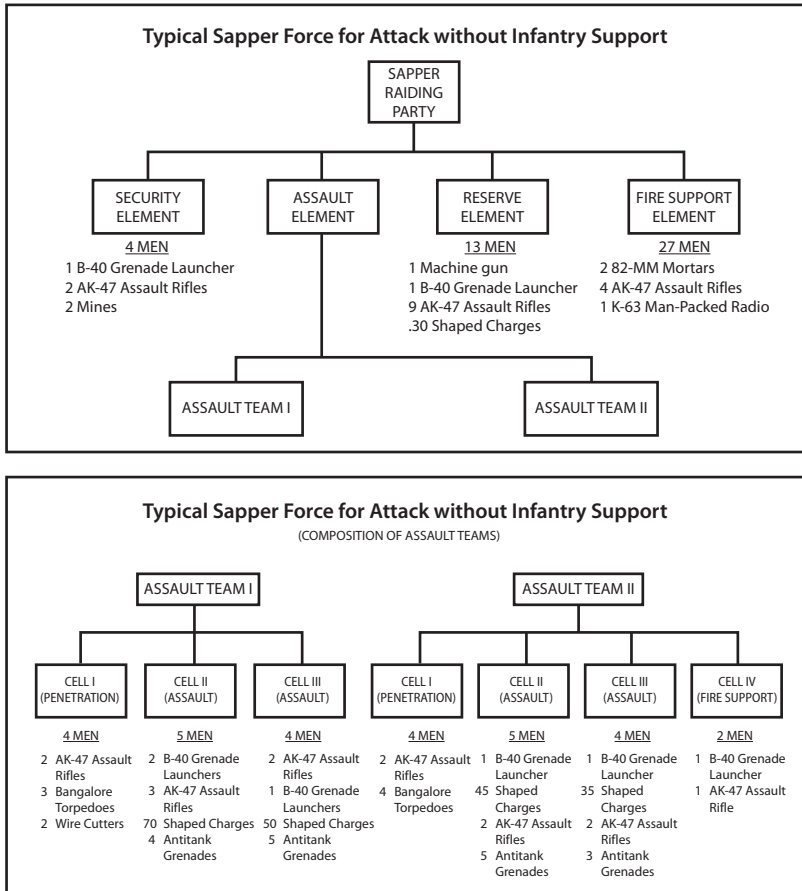 Typical Sapper Force for Attack without Infantry Support
SAPPER
RAIDING
PARTY
SECURITY
ELEMENT
4 MEN
1 B-40 Grenade Launcher
2 AK-47 Assault Rifles
2 Mines
ASSAULT
ELEMENT
RESERVE
ELEMENT
13 MEN
1 Machine gun
1 B-40 Grenade Launcher
9 AK-47 Assault Rifles
.30 Shaped Charges
FIRE SUPPORT
ELEMENT
27 MEN
2 82-MM Mortars
4 AK-47 Assault Rifles
1 K-63 Man-Packed Radio
ASSAULT TEAM I
ASSAULT TEAM II
Typical Sapper Force for Attack without Infantry Support
(COMPOSITION OF ASSAULT TEAMS)
ASSAULT TEAM I
CELL I
(PENETRATION)
4 MEN
2 AK-47 Assault
Rifles
3 Bangalore
Torpedoes
2 Wire Cutters
CELL II
(ASSAULT)
5 MEN
2 B-40 Grenade
Launchers
3 AK-47 Assault
Rifles
70 Shaped Charges
4 Antitank
Grenades
CELL III
(ASSAULT)
4 MEN
2 AK-47 Assault
Rifles
1 B-40 Grenade
Launchers
50 Shaped Charges
5 Antitank
Grenades
ASSAULT TEAM II
CELL I
(PENETRATION)
4 MEN
2 AK-47 Assault
Rifles
4 Bangalore
Torpedoes
CELL II
(ASSAULT)
5 MEN
1 B-40 Grenade
Launcher
45 Shaped
Charges
2 AK-47 Assault
Rifles
5 Antitank
Grenades
CELL III
(ASSAULT)
4 MEN
1 B-40 Grenade
Launcher
35 Shaped
Charges
2 AK-47 Assault
Rifles
3 Antitank
Grenades
CELL IV
(FIRE SUPPORT)
2 MEN
1 B-40 Grenade
Launcher
1 AK-47 Assault
Rifle